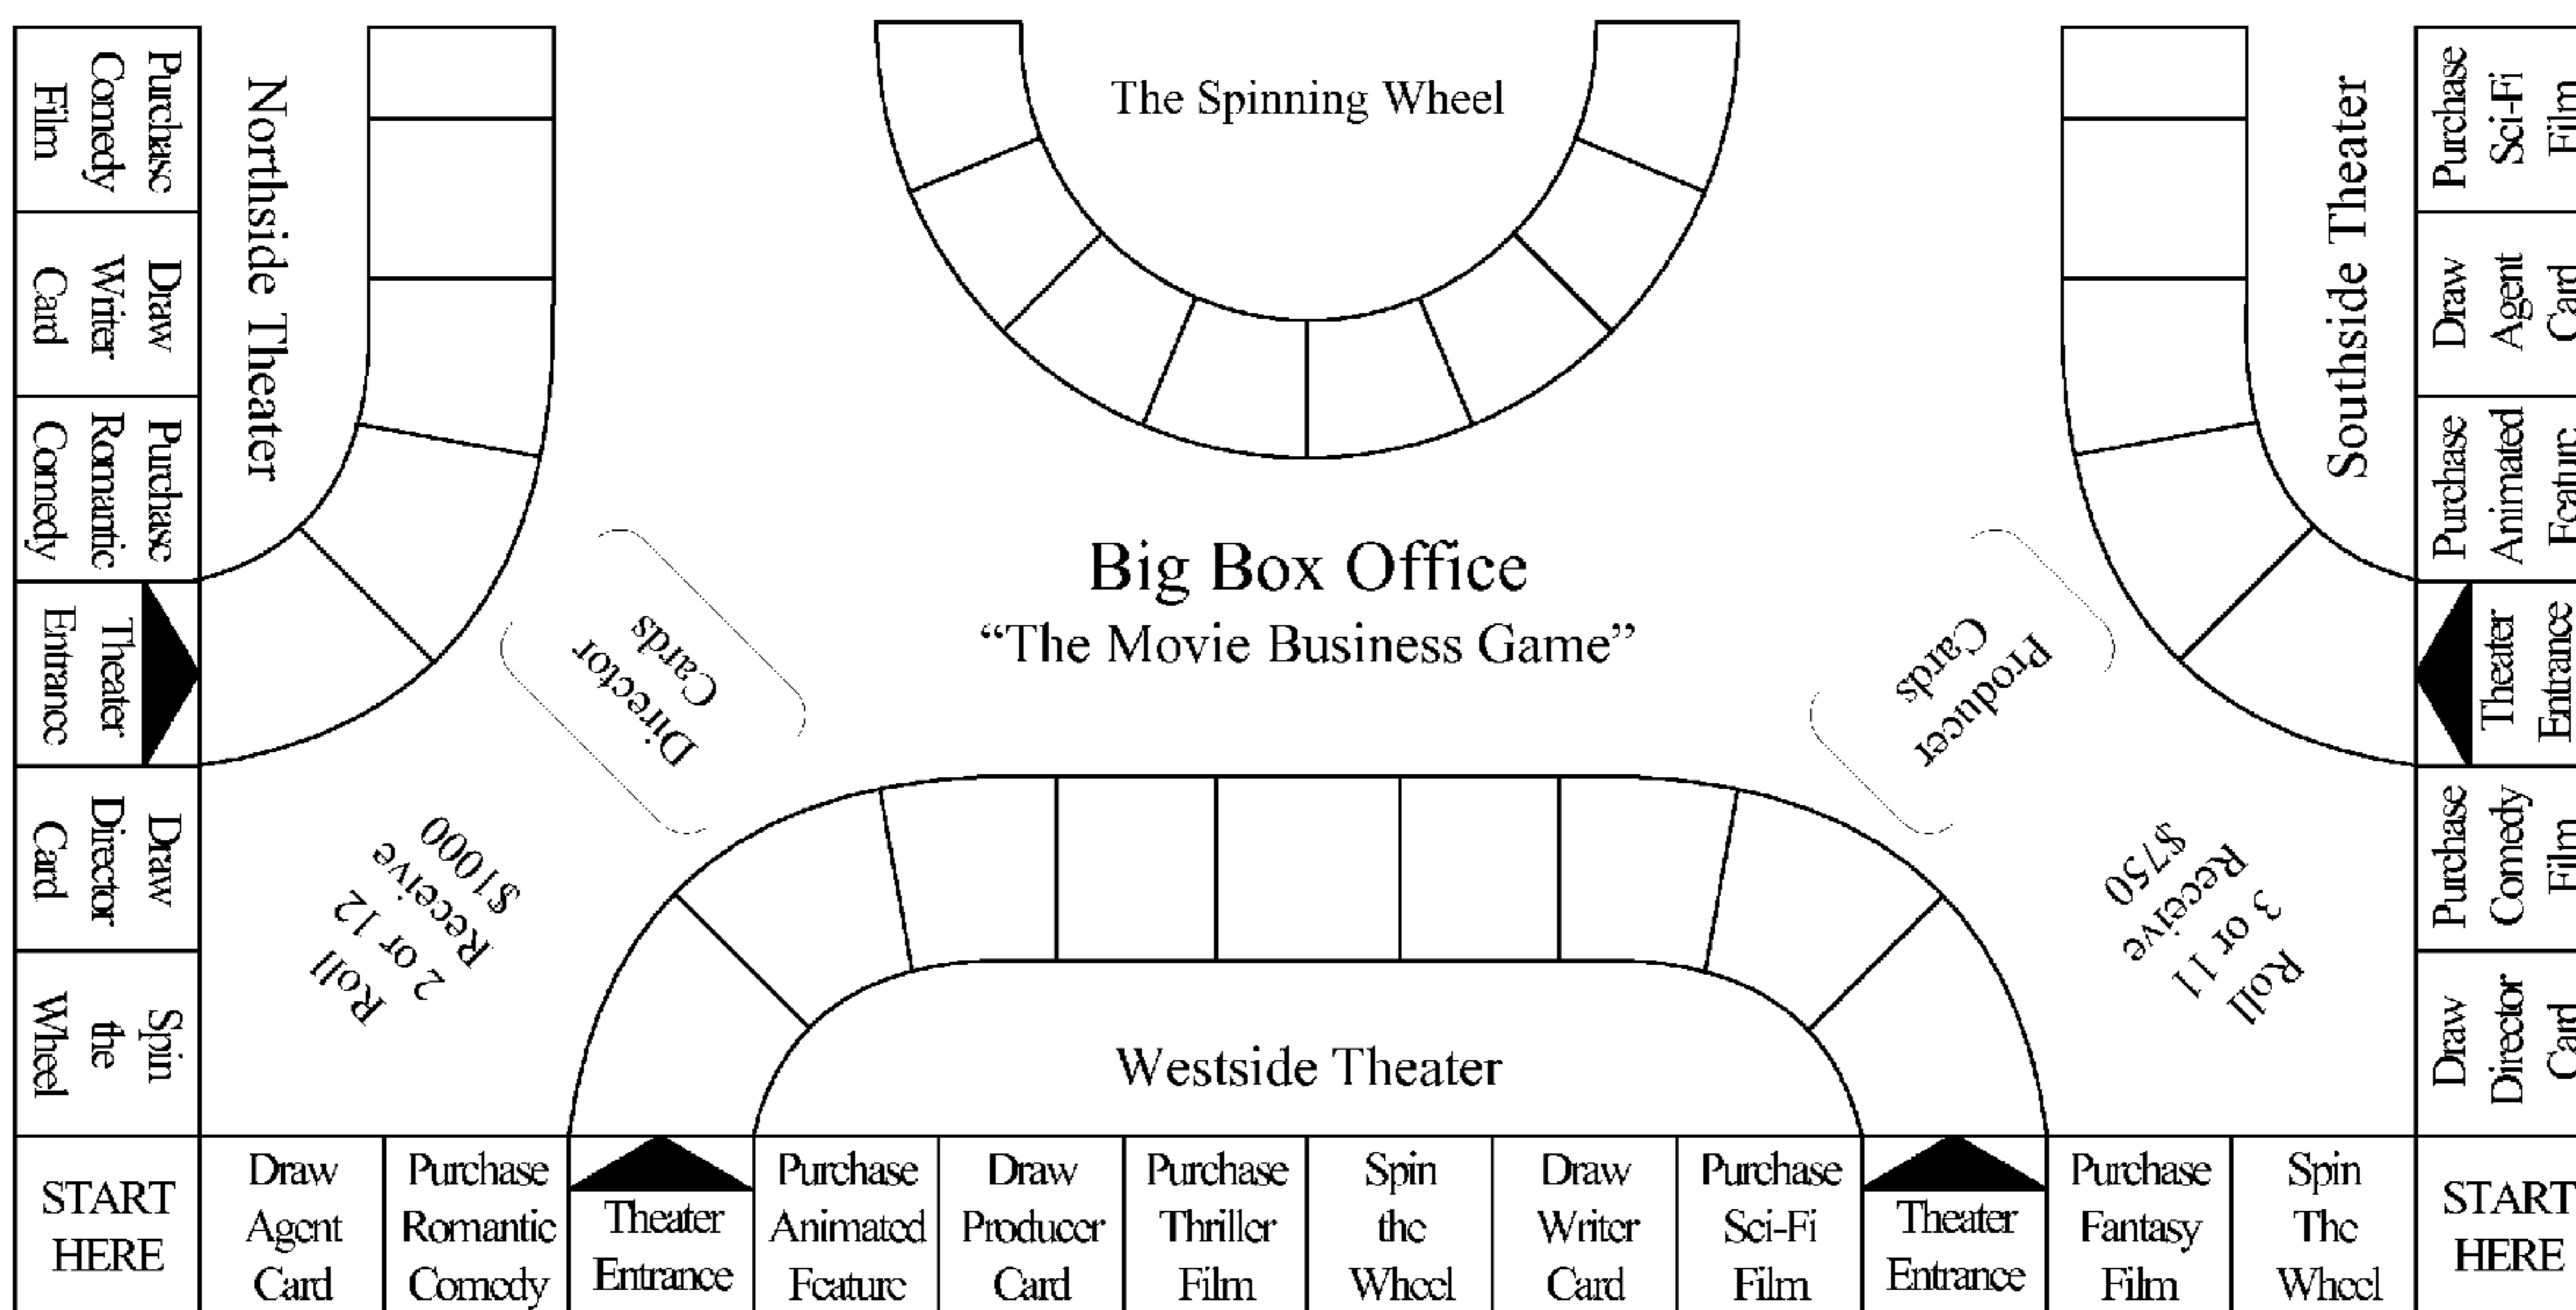 Purchase
Comedy
Film
Draw
Writer
Card
Purchase
Romantic
Comedy
Theater
Entrance
Draw
Director
Card
Spin
the
Wheel
Northside Theater
The Spinning Wheel
Big Box Office
“The Movie Business Game”
Director
Cards
Producer
Cards
Roll
2 or 12
Receive
$1000
Roll
3 or 11
Receive
$750
Westside Theater
Southside Theater
Purchase
Sci-Fi
Film
Draw
Agent
Card
Purchase
Animated
Feature
Theater
Entrance
Purchase
Comedy
Film
Draw
Director
Card
START
HERE
Draw
Agent
Card
Purchase
Romantic
Comedy
Theater
Entrance
Purchase
Animated
Feature
Draw
Producer
Card
Purchase
Thriller
Film
Spin
the
Wheel
Draw
Writer
Card
Purchase
Sci-Fi
Film
Theater
Entrance
Purchase
Fantasy
Film
Spin
The
Wheel
START
HERE